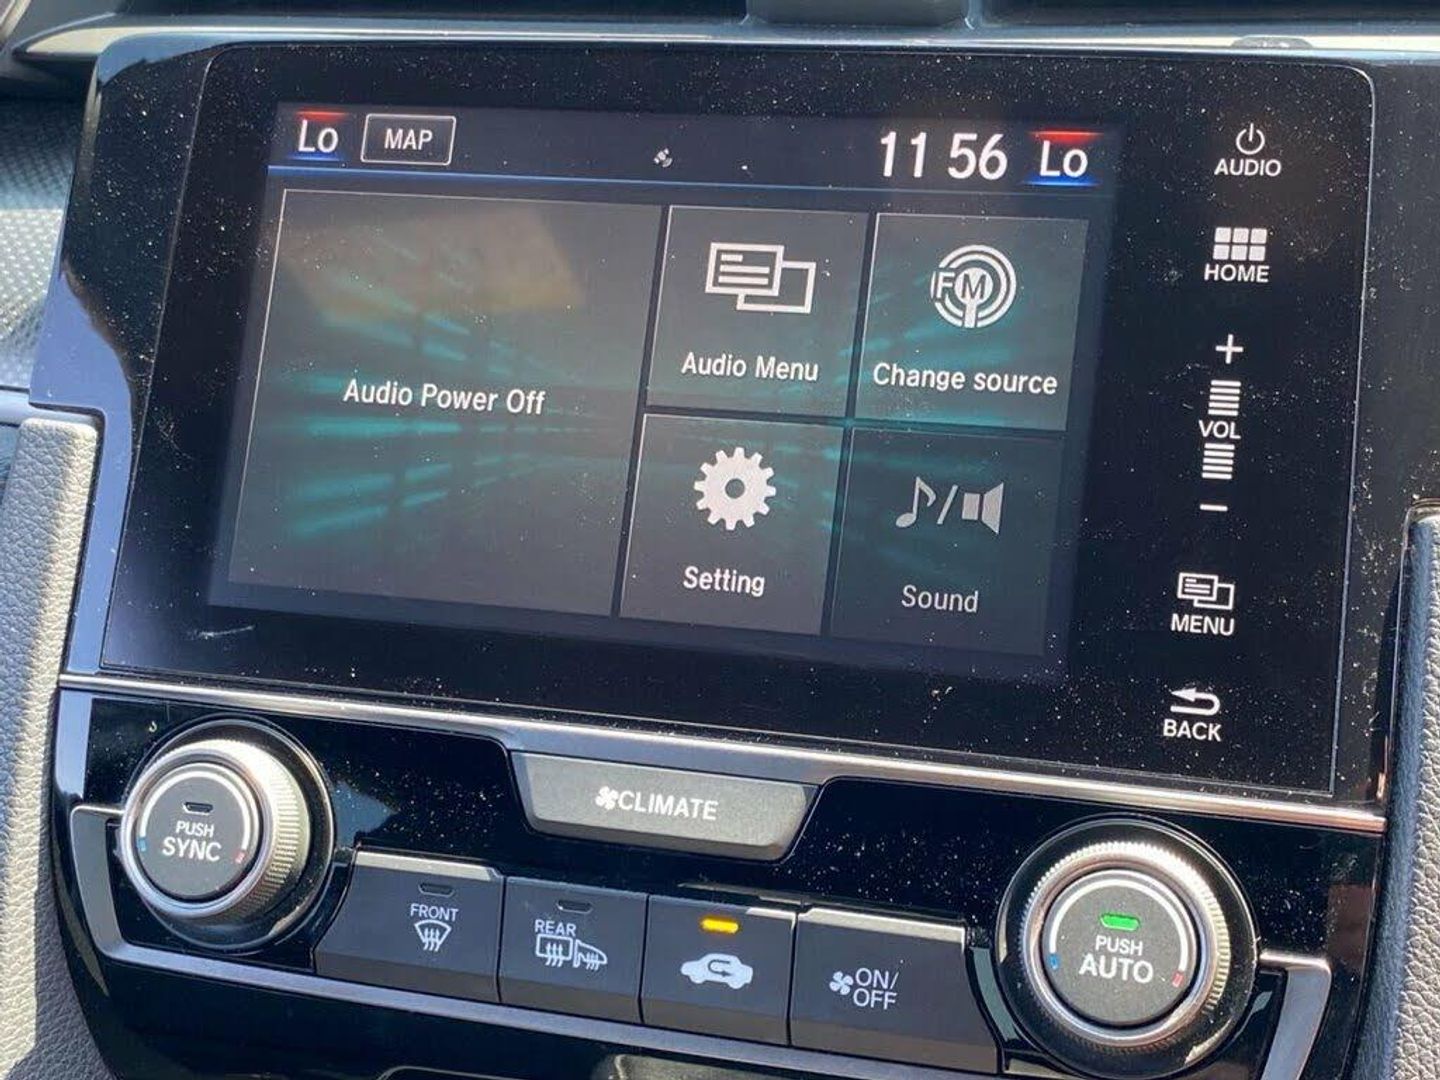 Lo MAP 11 56 Lo
AUDIO
HOME
Audio Power Off
Audio Menu
FM
Change source
+
VOL
−
Setting
Sound
MENU
BACK
CLIMATE
PUSH
SYNC
FRONT
REAR
ON/
OFF
PUSH
AUTO